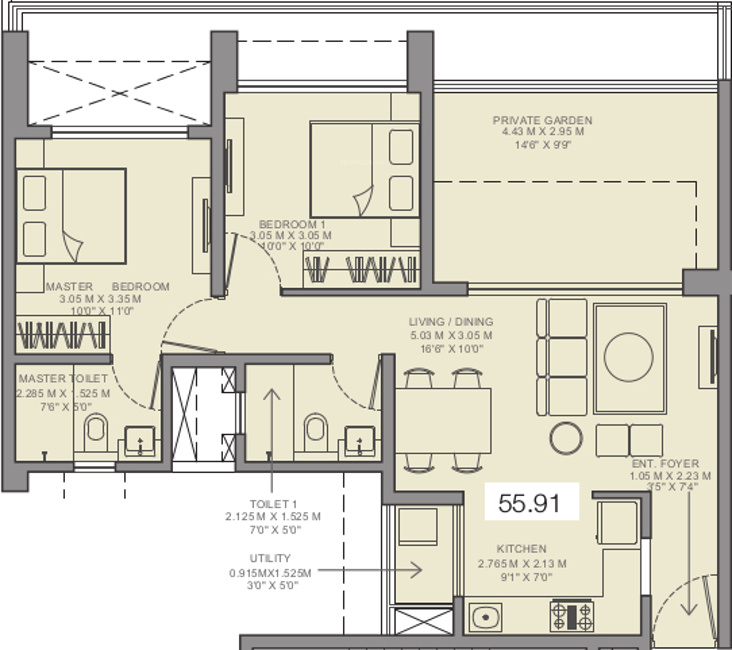 PRIVATE GARDEN
4.43 M X 2.95 M
14'6" X 9'9"
BEDROOM 1
3.05 M X 3.05 M
10'0" X 10'0"
MASTER BEDROOM
3.05 M X 3.35 M
10'0" X 11'0"
LIVING / DINING
5.03 M X 3.05 M
16'6" X 10'0"
MASTER TOILET
2.285 M X 1.525 M
7'6" X 5'0"
ENT. FOYER
1.05 M X 2.23 M
3'5" X 7'4"
55.91
TOILET 1
2.125 M X 1.525 M
7'0" X 5'0"
KITCHEN
2.765 M X 2.13 M
9'1" X 7'0"
UTILITY
0.915MX1.525M
3'0" X 5'0"